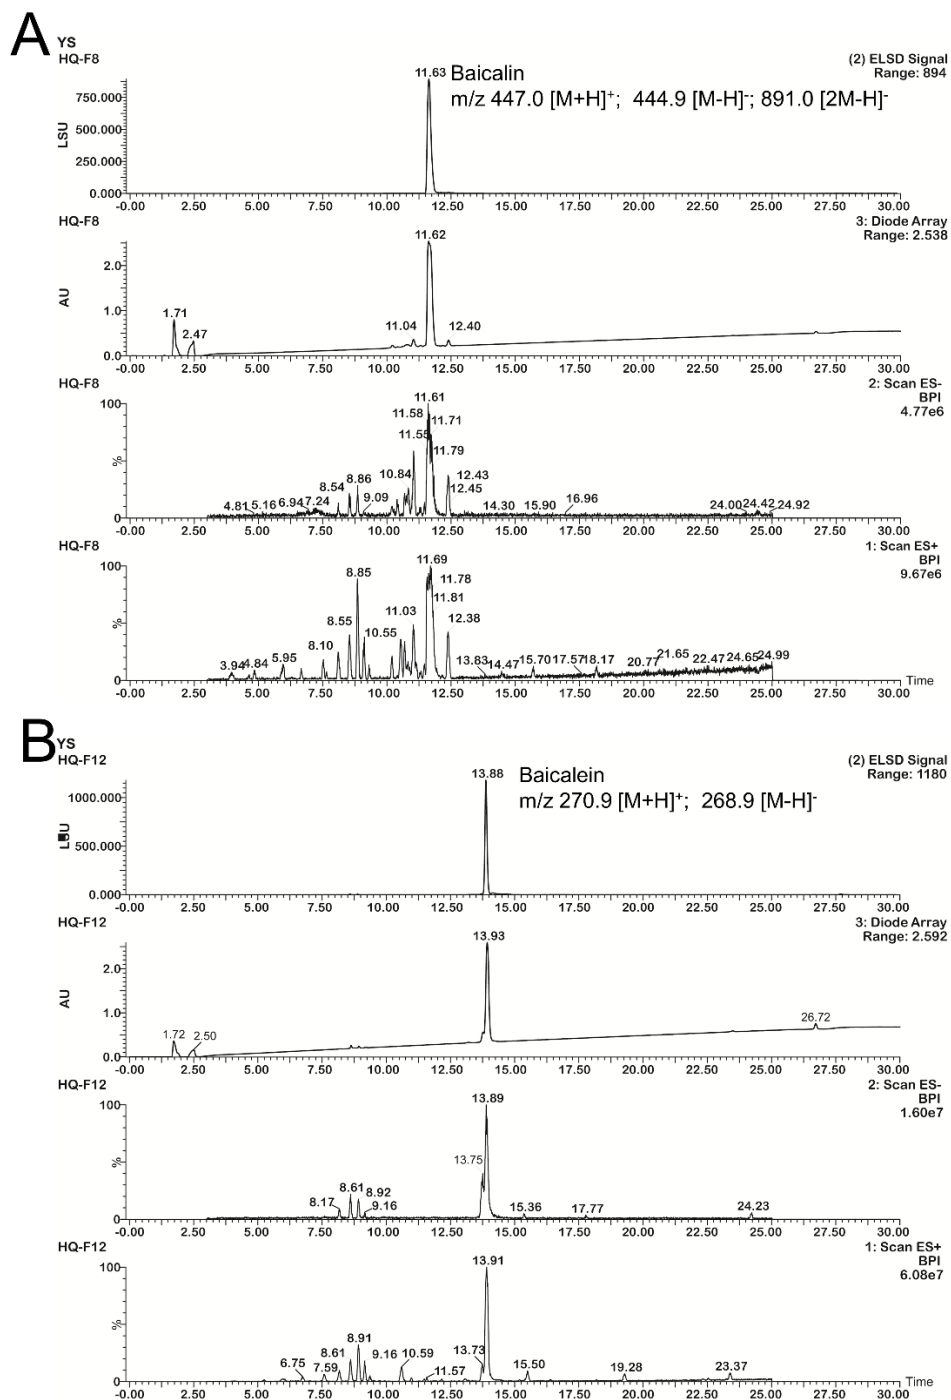 A
YS
HQ-F8
(2) ELSD Signal
Range: 894
11.63
Baicalin
m/z 447.0 [M+H]⁺; 444.9 [M-H]⁻; 891.0 [2M-H]⁻
LSU
750.000
500.000
250.000
0.000
-0.00 2.50 5.00 7.50 10.00 12.50 15.00 17.50 20.00 22.50 25.00 27.50 30.00
HQ-F8
3: Diode Array
Range: 2.538
11.62
AU
2.0
1.0
0.0
1.71
2.47
11.04
12.40
-0.00 2.50 5.00 7.50 10.00 12.50 15.00 17.50 20.00 22.50 25.00 27.50 30.00
HQ-F8
2: Scan ES-
BPI
4.77e6
100
%
0
11.61
11.58
11.71
11.55
11.79
10.84
12.43
12.45
8.54
8.86
9.09
4.81
5.16
6.94
7.24
14.30
15.90
16.96
24.00
24.42
24.92
-0.00 2.50 5.00 7.50 10.00 12.50 15.00 17.50 20.00 22.50 25.00 27.50 30.00
HQ-F8
1: Scan ES+
BPI
9.67e6
100
%
0
11.69
8.85
11.78
11.81
11.03
12.38
8.55
10.55
8.10
5.95
3.94
4.84
13.83
14.47
15.70
17.57
18.17
20.77
21.65
22.47
24.65
24.99
Time
-0.00 2.50 5.00 7.50 10.00 12.50 15.00 17.50 20.00 22.50 25.00 27.50 30.00
B
YS
HQ-F12
(2) ELSD Signal
Range: 1180
13.88
Baicalein
m/z 270.9 [M+H]⁺; 268.9 [M-H]⁻
1000.000
500.000
0.000
-0.00 2.50 5.00 7.50 10.00 12.50 15.00 17.50 20.00 22.50 25.00 27.50 30.00
HQ-F12
3: Diode Array
Range: 2.592
13.93
AU
2.0
1.0
0.0
1.72
2.50
26.72
-0.00 2.50 5.00 7.50 10.00 12.50 15.00 17.50 20.00 22.50 25.00 27.50 30.00
HQ-F12
2: Scan ES-
BPI
1.60e7
100
%
0
13.89
13.75
8.17
8.61
8.92
9.16
15.36
17.77
24.23
-0.00 2.50 5.00 7.50 10.00 12.50 15.00 17.50 20.00 22.50 25.00 27.50 30.00
HQ-F12
1: Scan ES+
BPI
6.08e7
100
%
0
13.91
8.91
8.61
9.16
10.59
13.73
6.75
7.59
11.57
15.50
19.28
23.37
Time
-0.00 2.50 5.00 7.50 10.00 12.50 15.00 17.50 20.00 22.50 25.00 27.50 30.00